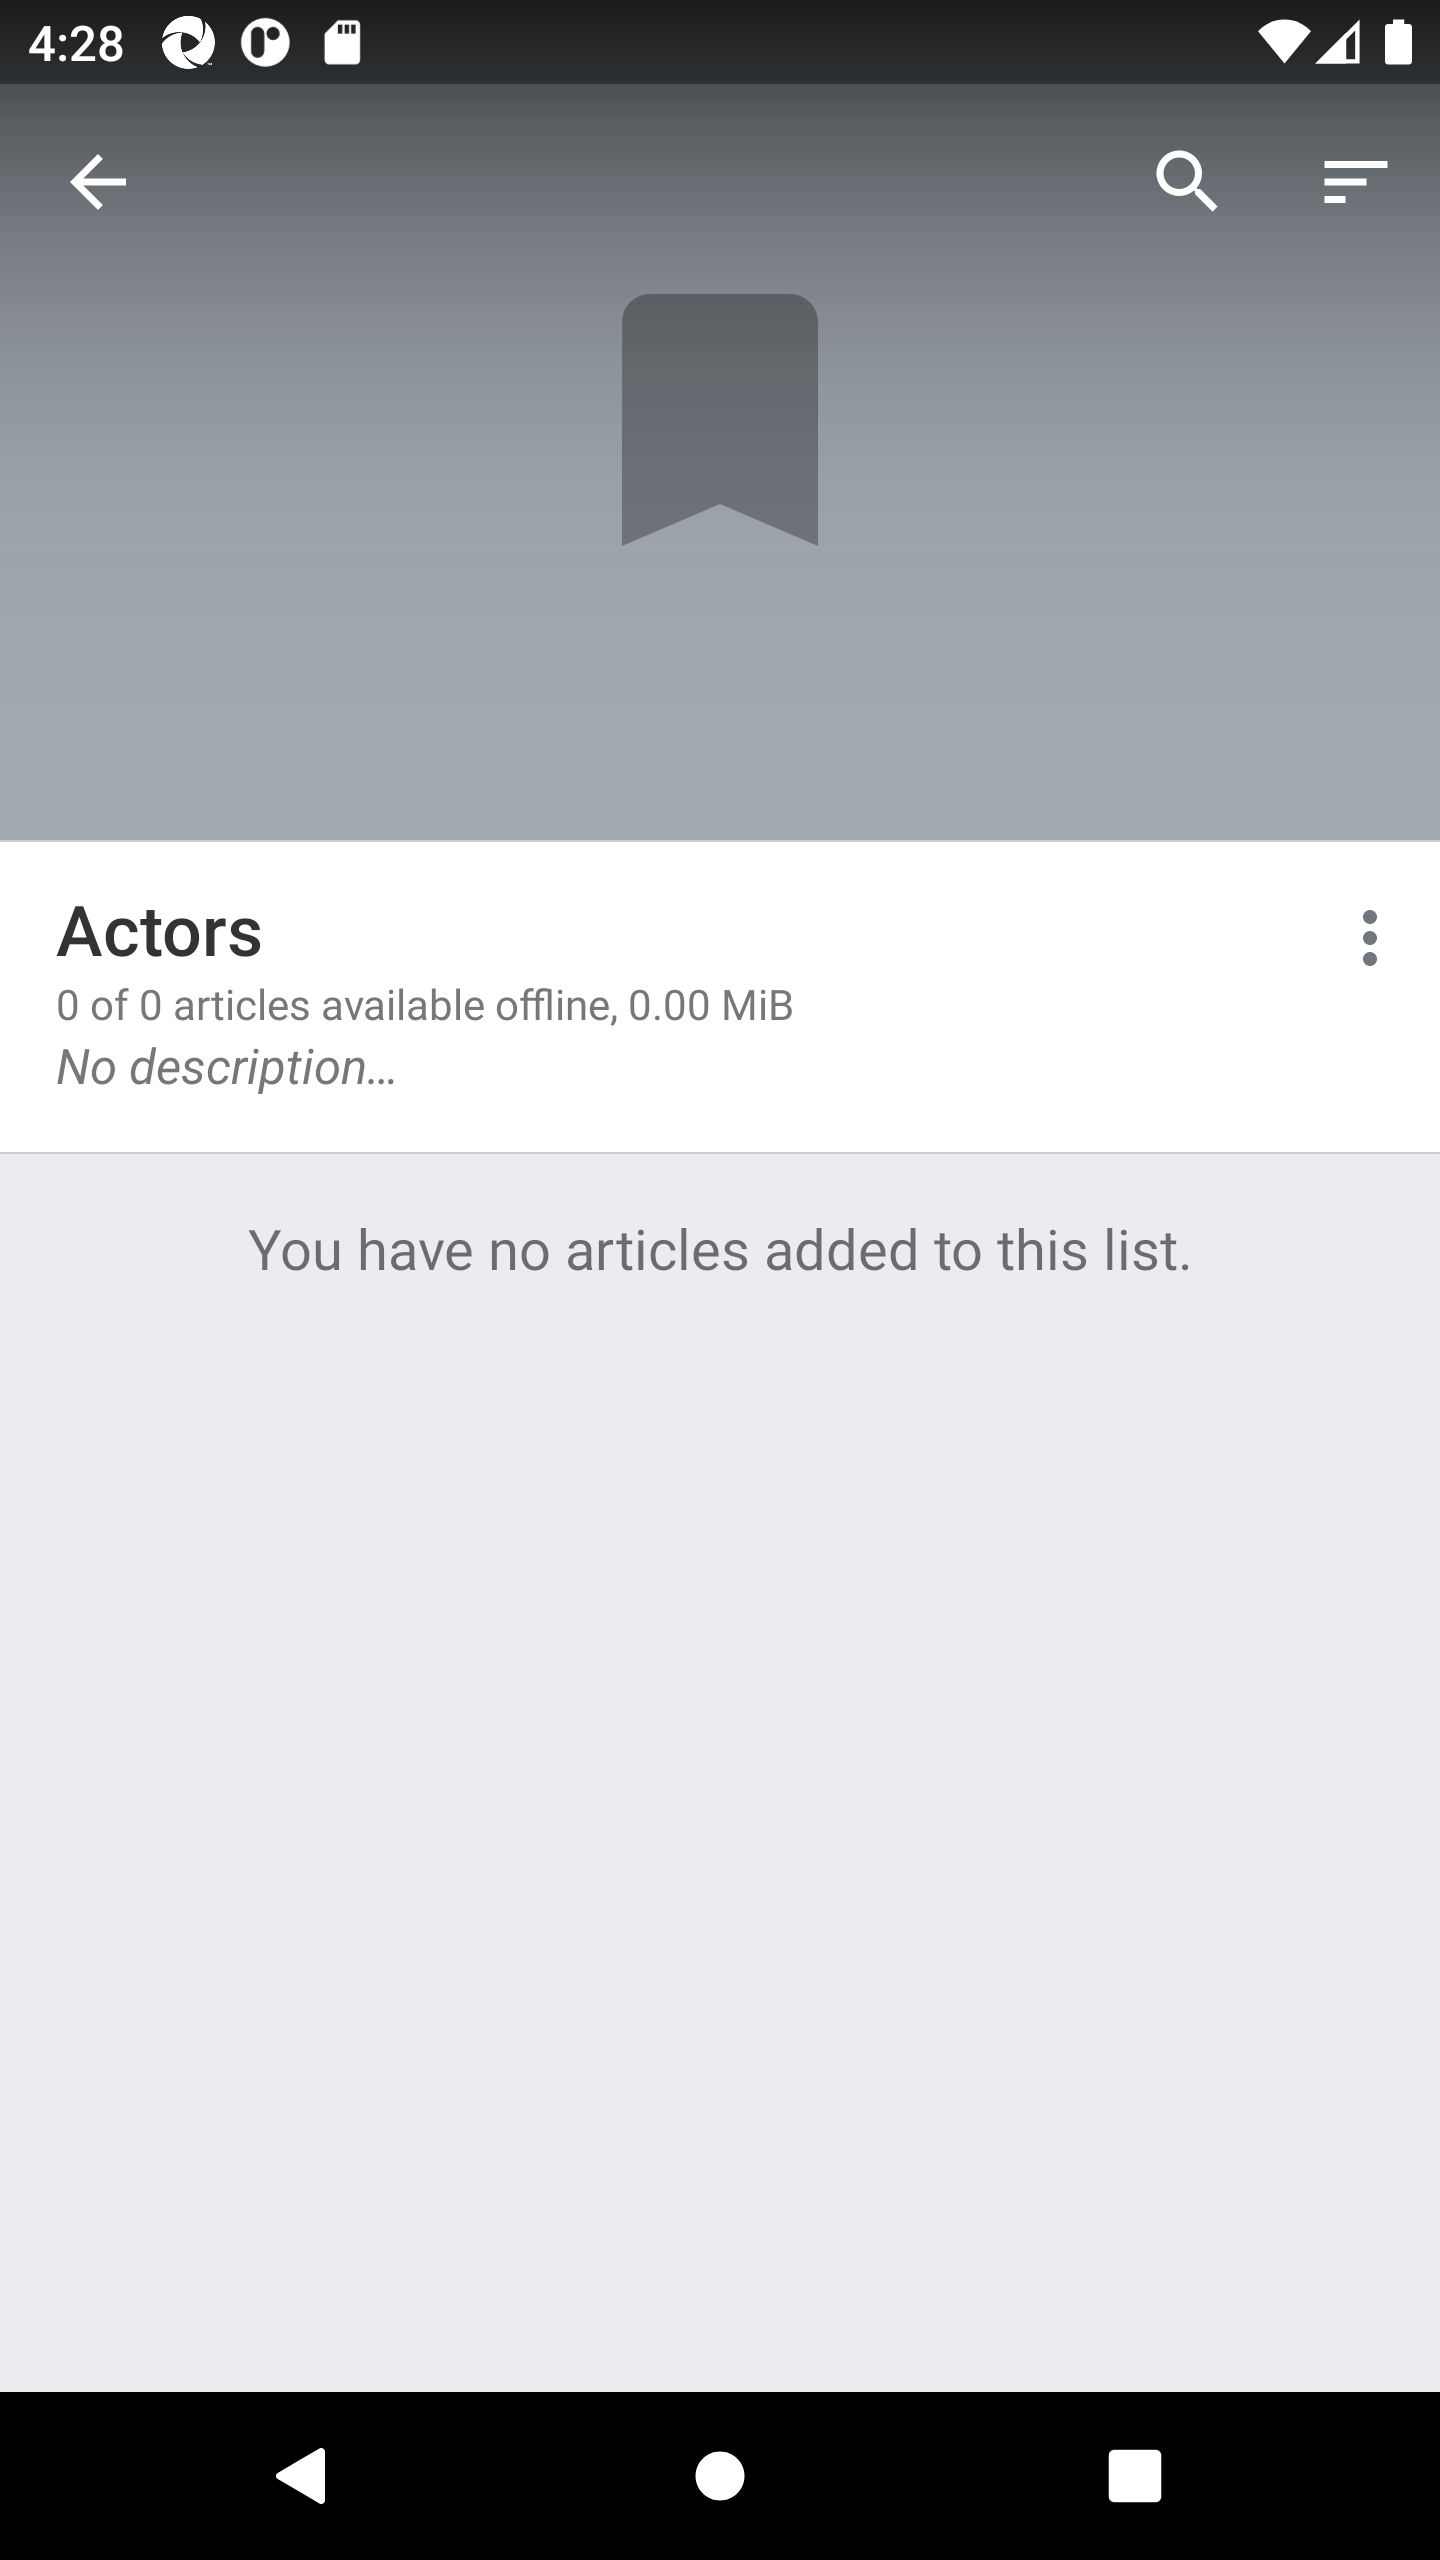 4:28
Actors
0 of 0 articles available offline, 0.00 MiB
No description…
You have no articles added to this list.